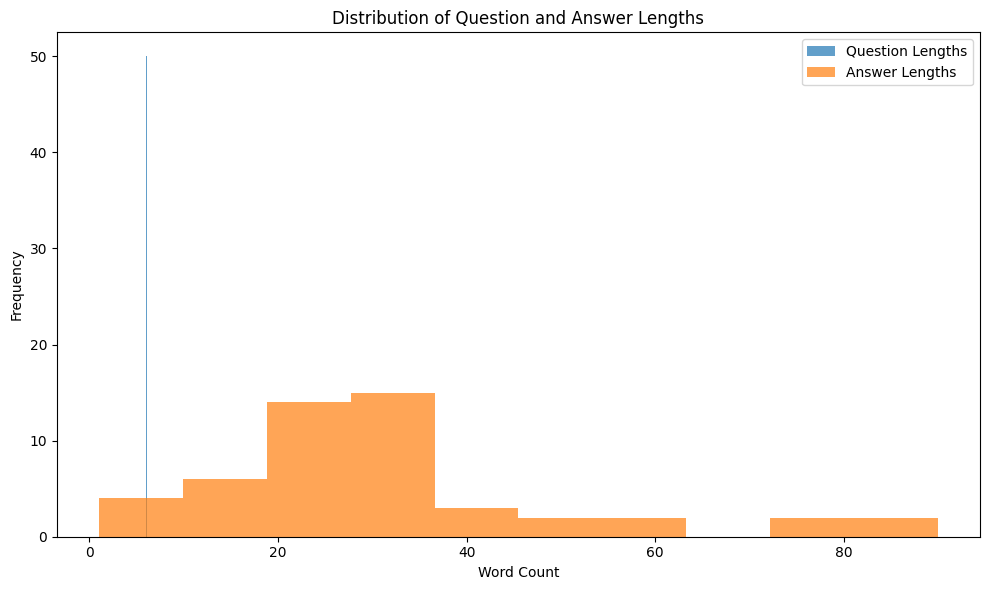 Distribution of Question and Answer Lengths
Question Lengths
Answer Lengths
50
40
30
20
10
0
Frequency
0 20 40 60 80
Word Count